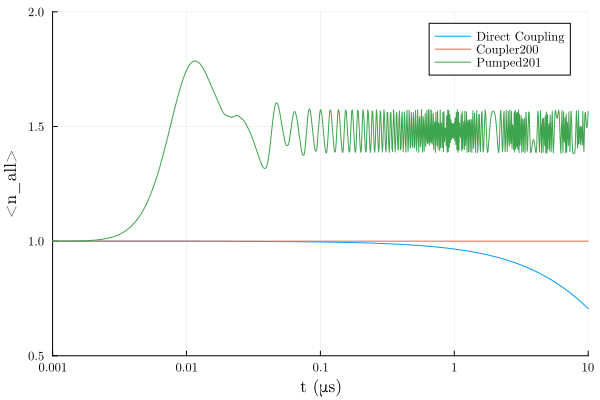 2.0
1.5
1.0
0.5
<n_all>
Direct Coupling
Coupler200
Pumped201
0.001
0.01
0.1
1
10
t (μs)